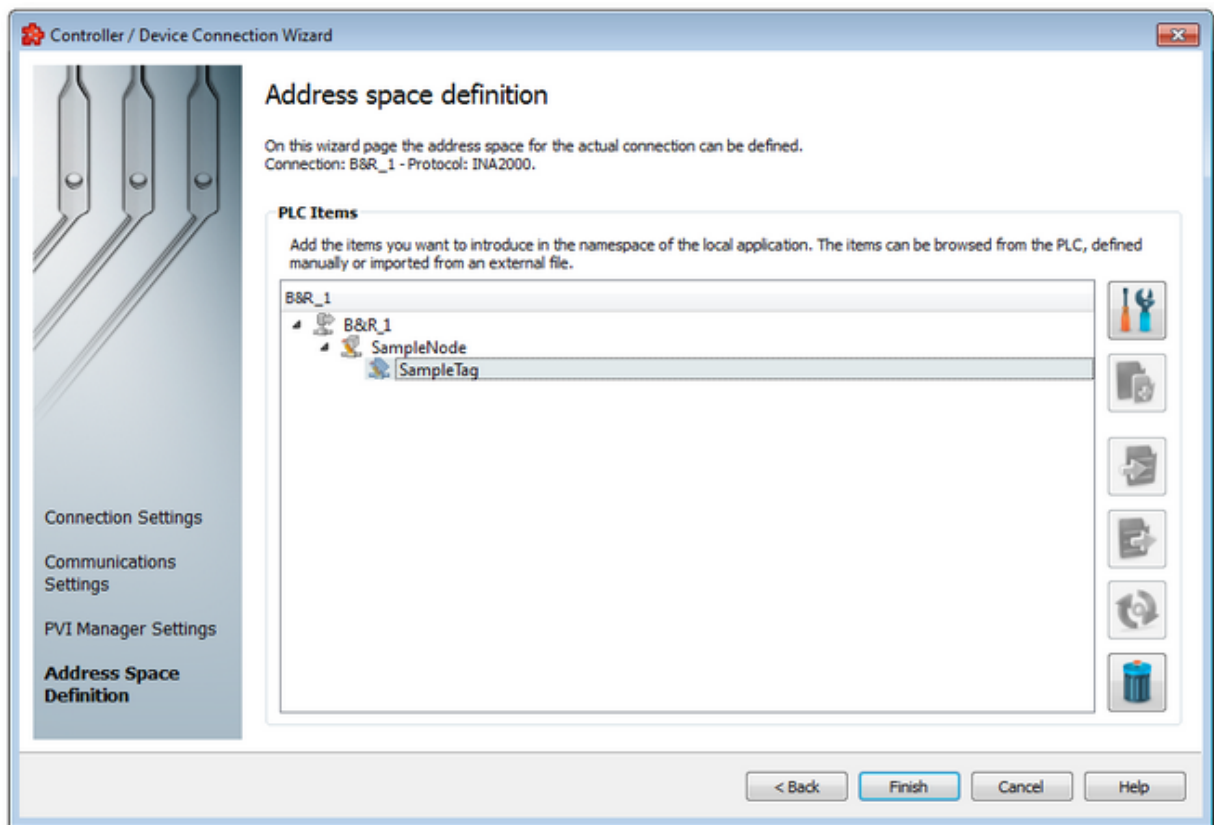 Controller / Device Connection Wizard
Address space definition
On this wizard page the address space for the actual connection can be defined.
Connection: B&R_1 - Protocol: INA2000.
PLC Items
Add the items you want to introduce in the namespace of the local application. The items can be browsed from the PLC, defined
manually or imported from an external file.
B&R_1
B&R_1
SampleNode
SampleTag
Connection Settings
Communications
Settings
PVI Manager Settings
Address Space
Definition
< Back
Finish
Cancel
Help